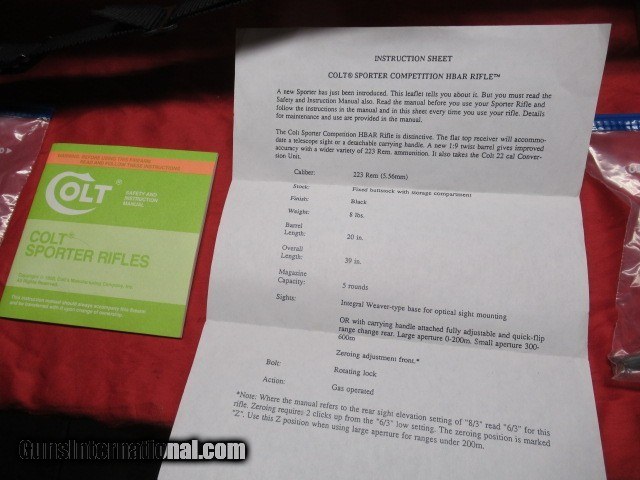 INSTRUCTION SHEET
COLT® SPORTER COMPETITION HBAR RIFLE™
A new Sporter has just been introduced. This leaflet tells you about it. But you must read the
Safety and Instruction Manual also. Read the manual before you use your Sporter Rifle and
follow the instructions in the manual and in this sheet every time you use your rifle. Details
for maintenance and use are provided in the manual.
The Colt Sporter Competition HBAR Rifle is distinctive. The flat top receiver will accommo-
date a telescope sight or a detachable carrying handle. A new 1:9 twist barrel gives improved
accuracy with a wider variety of 223 Rem. ammunition. It also takes the Colt 22 cal Conver-
sion Unit.
Caliber: 223 Rem (5.56mm)
Stock: Fixed buttstock with storage compartment
Finish: Black
Weight: 8 lbs.
Barrel
Length: 20 in.
Overall
Length: 39 in.
Magazine
Capacity: 5 rounds
Sights: Integral Weaver-type base for optical sight mounting
OR with carrying handle attached fully adjustable and quick-flip
range change rear. Large aperture 0-200m. Small aperture 300-
600m
Zeroing adjustment front.*
Bolt: Rotating lock
Action: Gas operated
*Note: Where the manual refers to the rear sight elevation setting of "8/3" read "6/3" for this
rifle. Zeroing requires 2 clicks up from the "6/3" low setting. The zeroing position is marked
"Z". Use this Z position when using large aperture for ranges under 200m.
COLT®
SAFETY AND
INSTRUCTION
MANUAL
COLT®
SPORTER RIFLES
GunsInternational.com